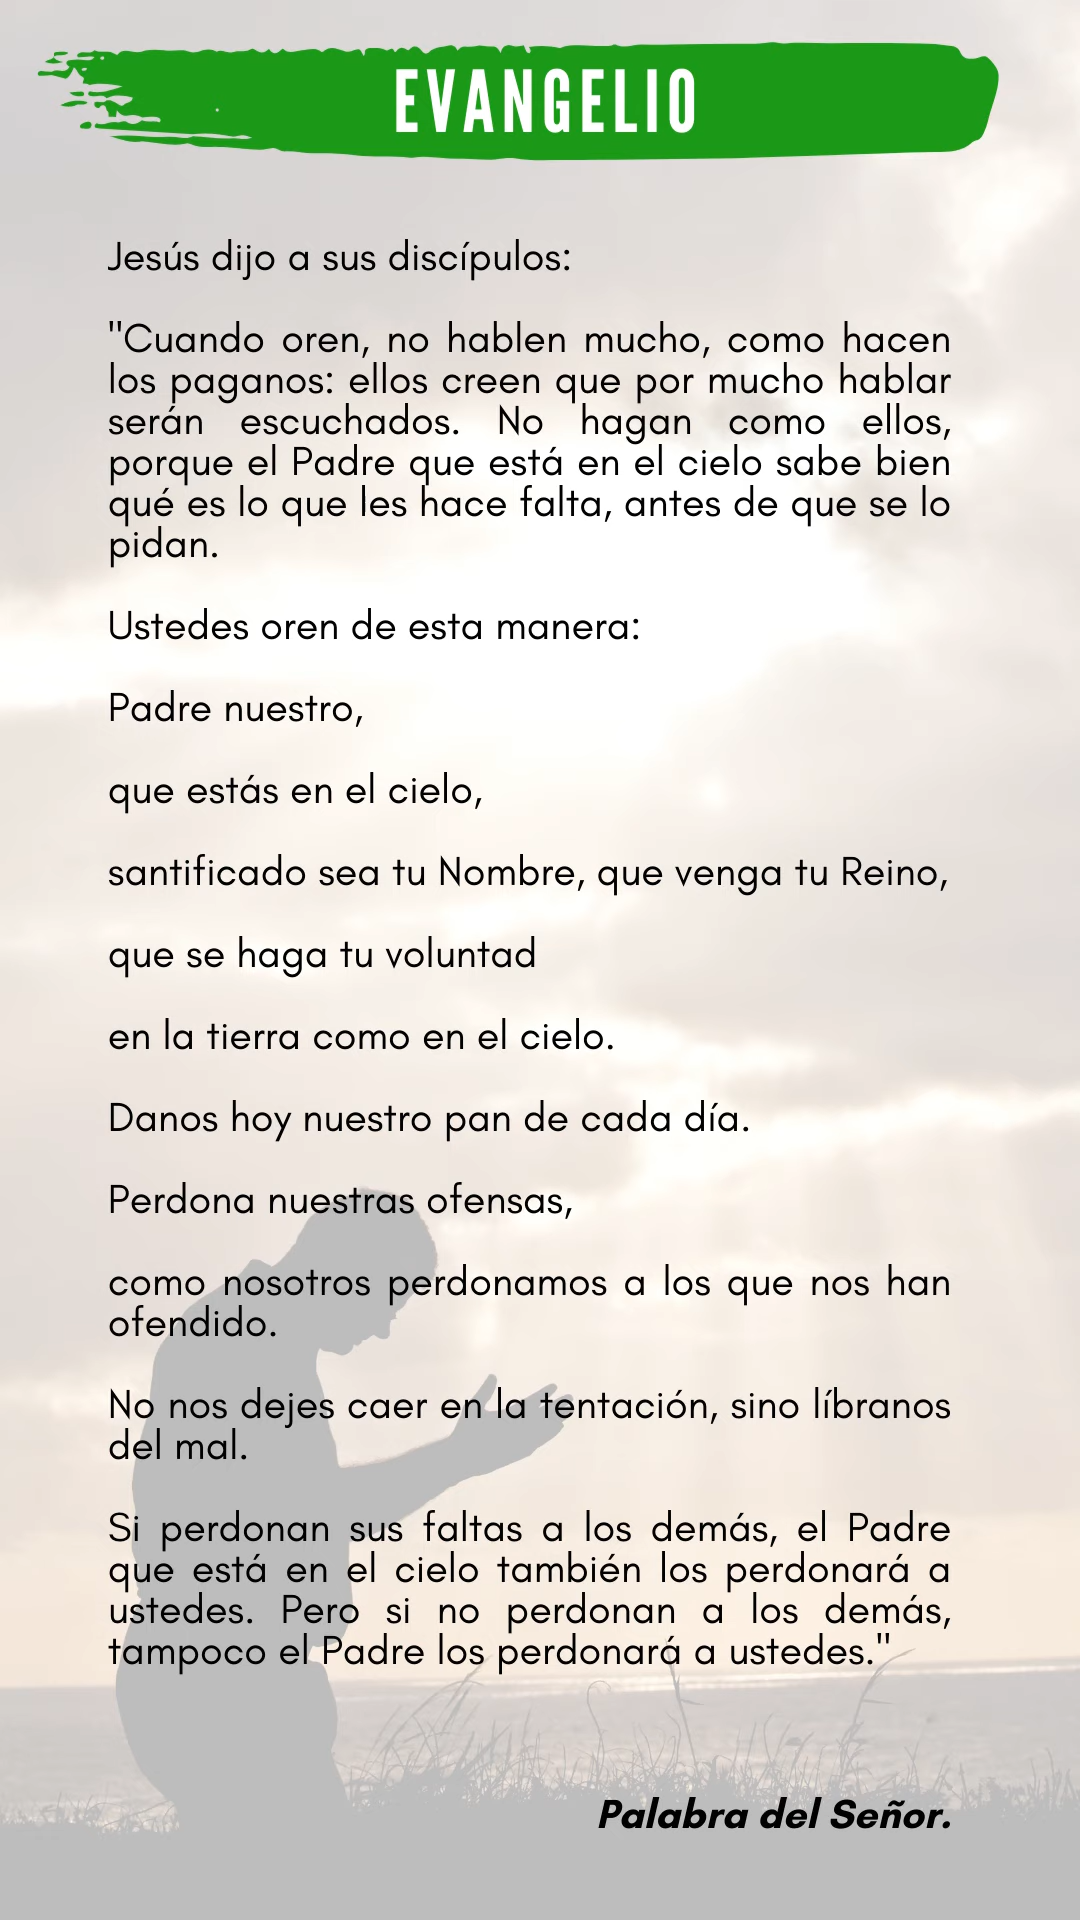 EVANGELIO
Jesús dijo a sus discípulos:
"Cuando oren, no hablen mucho, como hacen
los paganos: ellos creen que por mucho hablar
serán escuchados. No hagan como ellos,
porque el Padre que está en el cielo sabe bien
qué es lo que les hace falta, antes de que se lo
pidan.
Ustedes oren de esta manera:
Padre nuestro,
que estás en el cielo,
santificado sea tu Nombre, que venga tu Reino,
que se haga tu voluntad
en la tierra como en el cielo.
Danos hoy nuestro pan de cada día.
Perdona nuestras ofensas,
como nosotros perdonamos a los que nos han
ofendido.
No nos dejes caer en la tentación, sino líbranos
del mal.
Si perdonan sus faltas a los demás, el Padre
que está en el cielo también los perdonará a
ustedes. Pero si no perdonan a los demás,
tampoco el Padre los perdonará a ustedes."
Palabra del Señor.